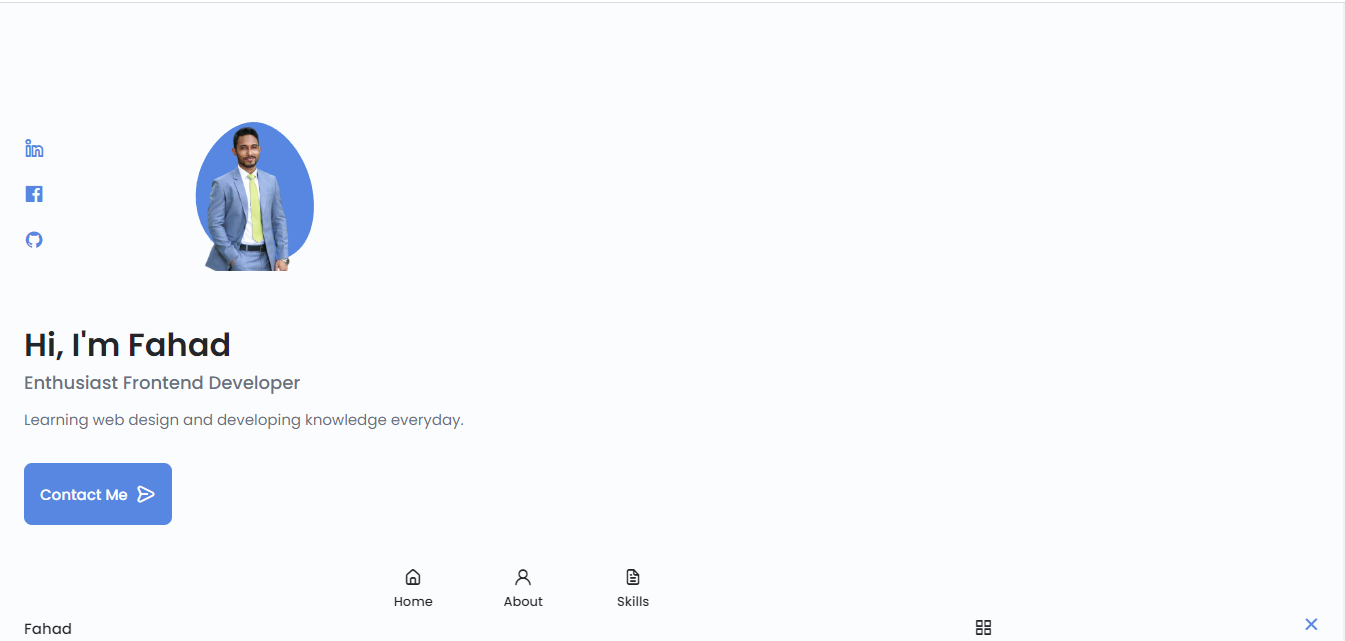 Hi, I'm Fahad
Enthusiast Frontend Developer
Learning web design and developing knowledge everyday.
Contact Me
Home About Skills
Fahad